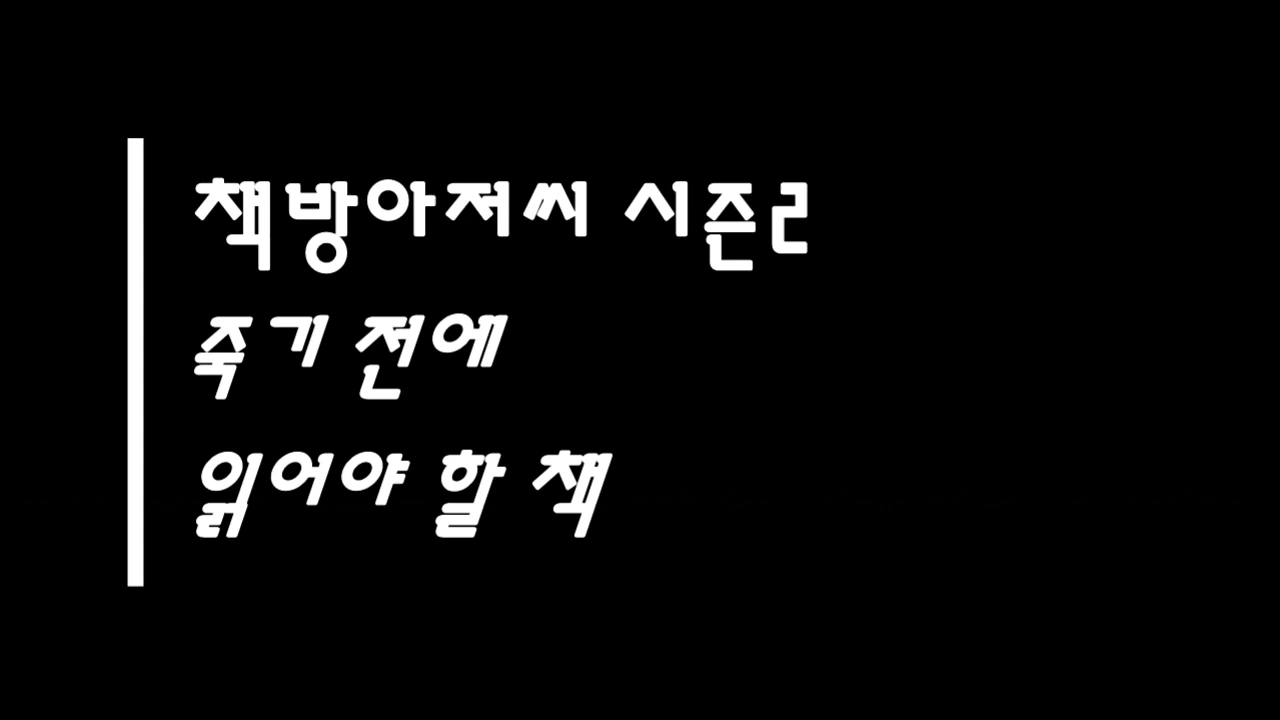 책방아저씨 시즌2
죽기 전에
읽어야 할 책